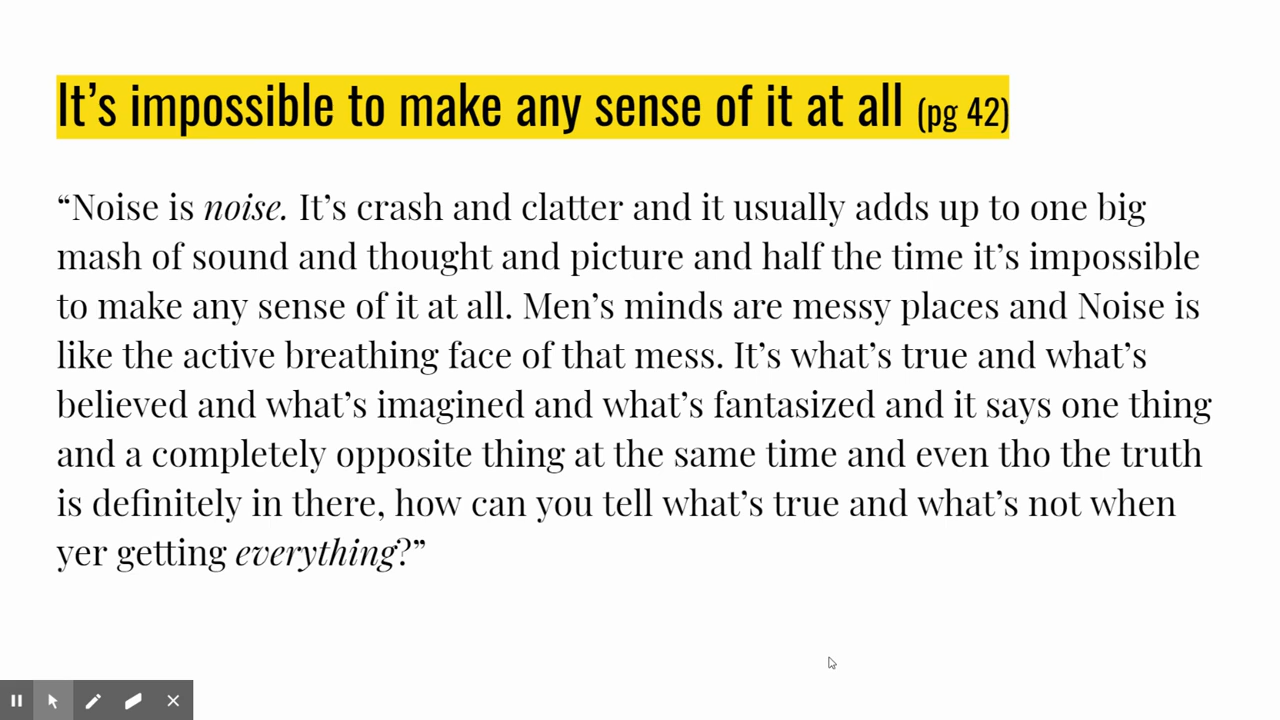 It’s impossible to make any sense of it at all (pg 42)
“Noise is noise. It’s crash and clatter and it usually adds up to one big
mash of sound and thought and picture and half the time it’s impossible
to make any sense of it at all. Men’s minds are messy places and Noise is
like the active breathing face of that mess. It’s what’s true and what’s
believed and what’s imagined and what’s fantasized and it says one thing
and a completely opposite thing at the same time and even tho the truth
is definitely in there, how can you tell what’s true and what’s not when
yer getting everything?”